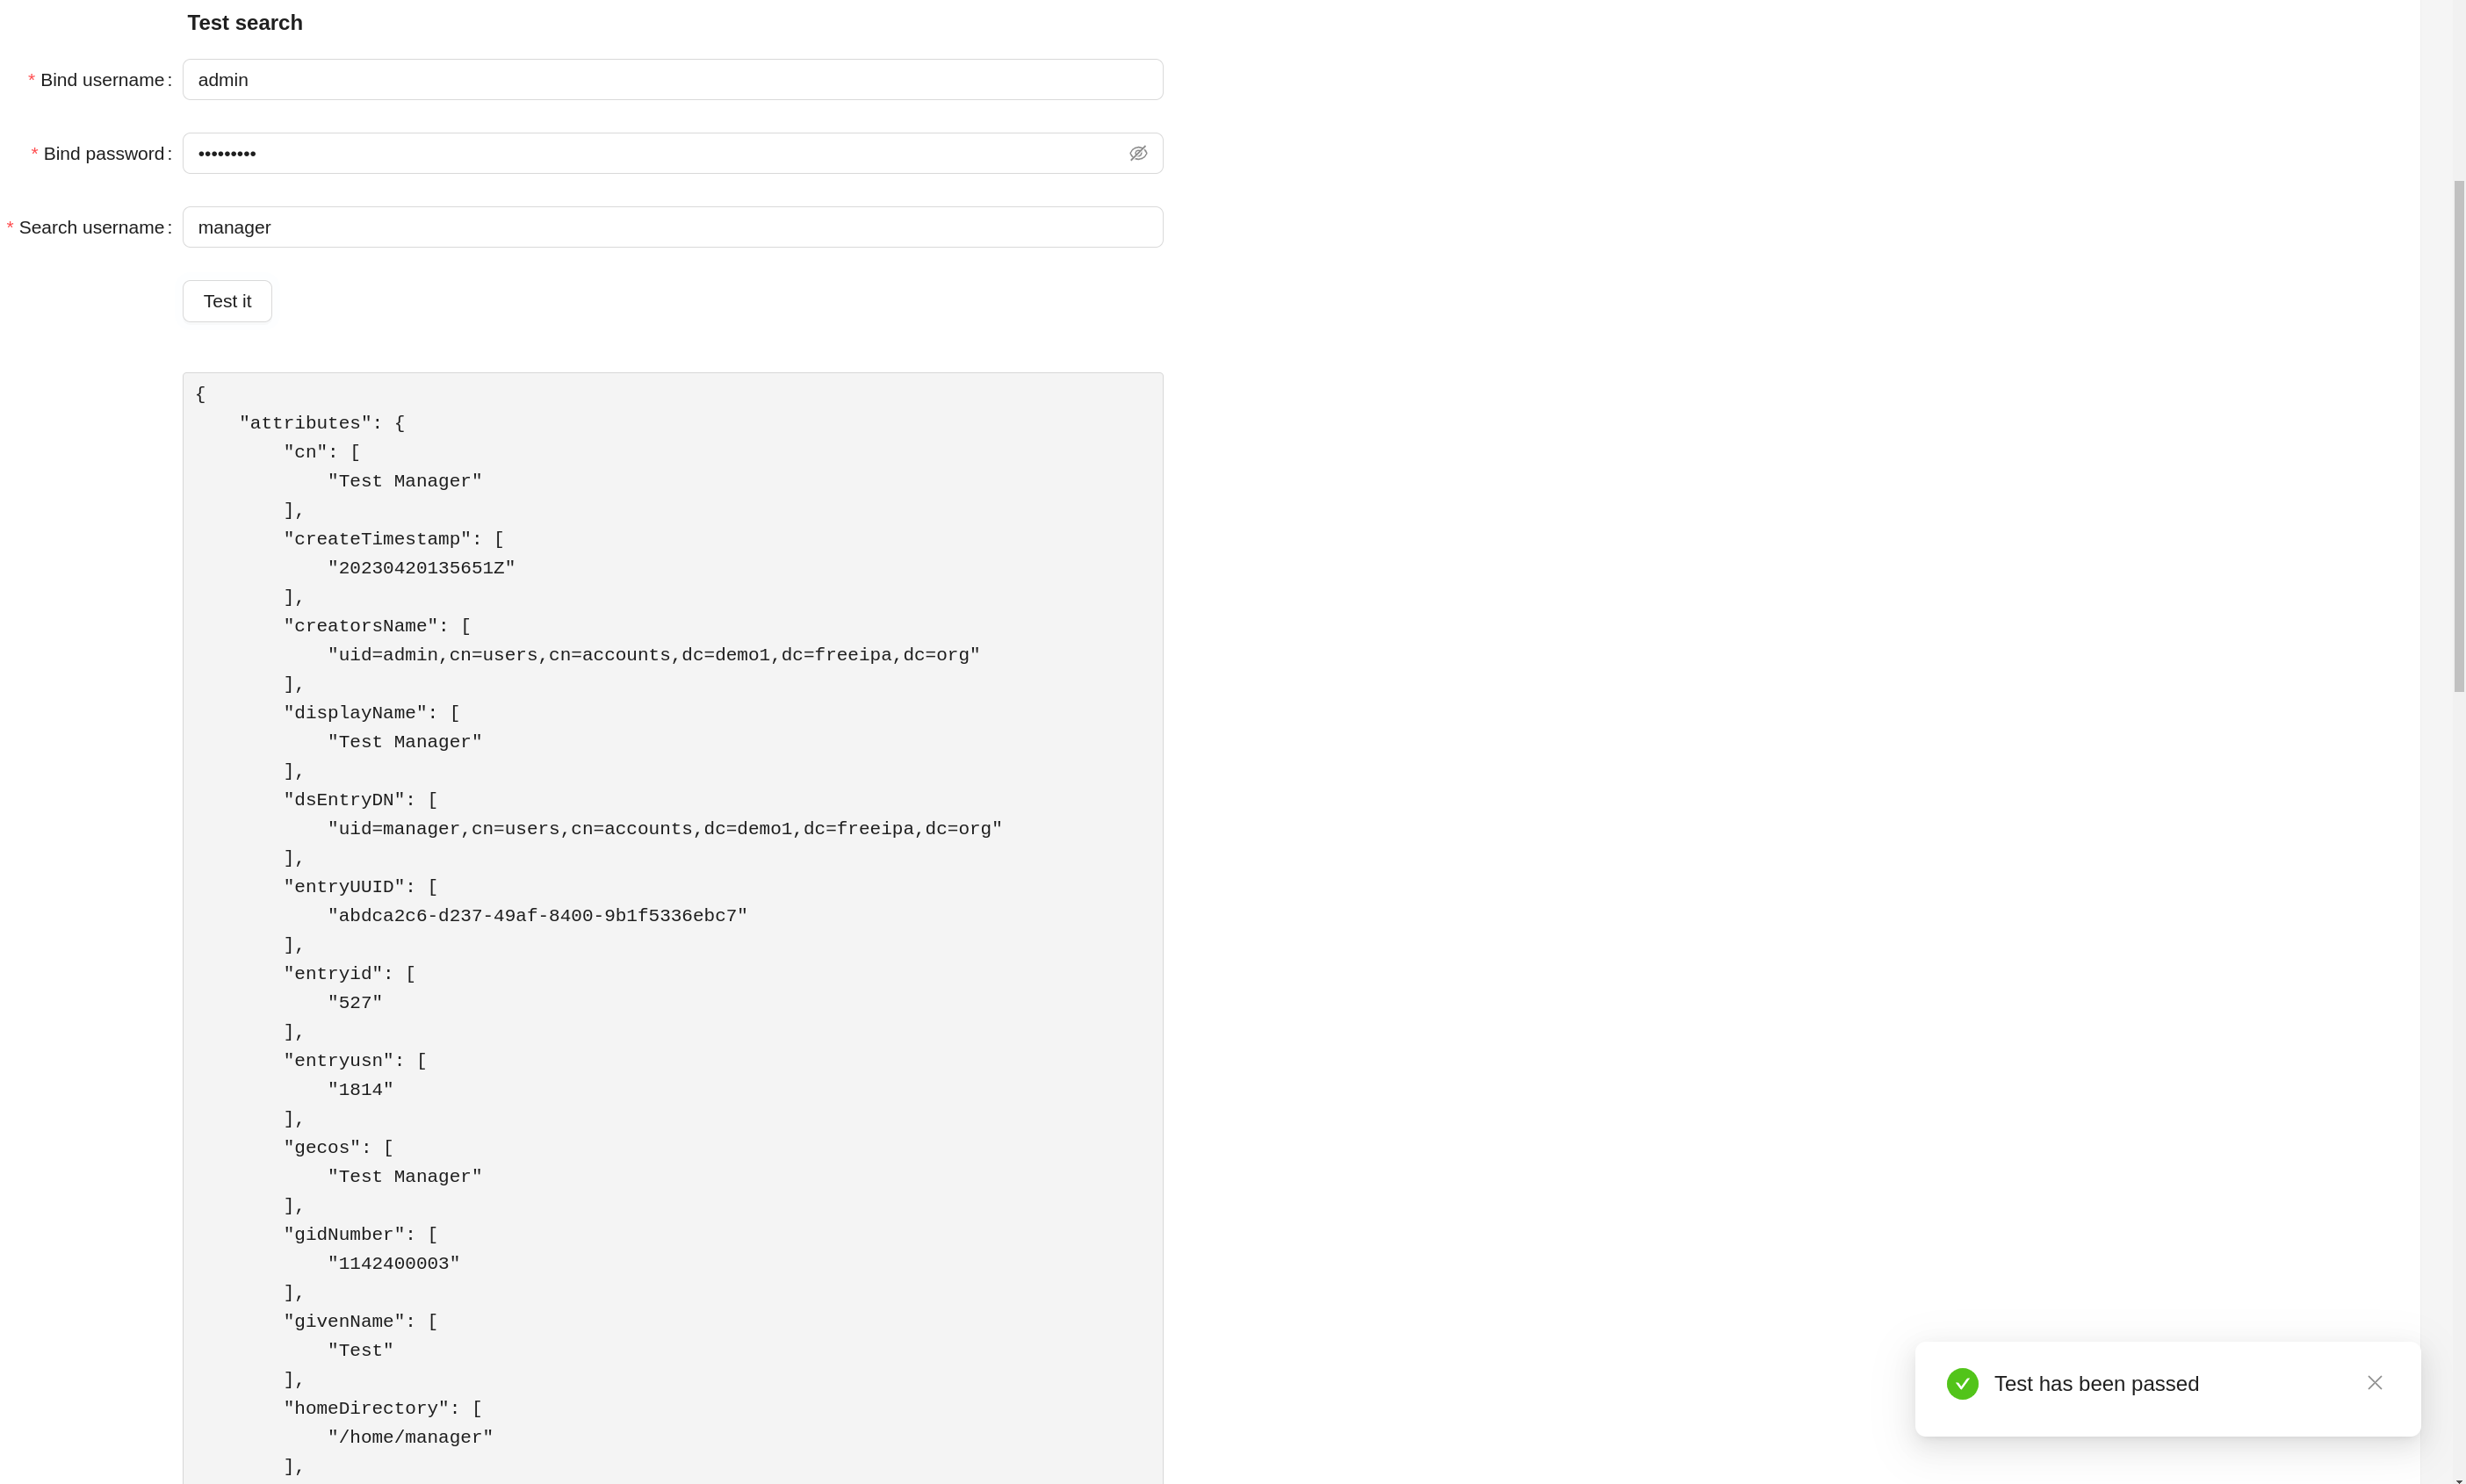 Test search
* Bind username: admin
* Bind password: •••••••••
* Search username: manager
Test it
{
    "attributes": {
        "cn": [
            "Test Manager"
        ],
        "createTimestamp": [
            "20230420135651Z"
        ],
        "creatorsName": [
            "uid=admin,cn=users,cn=accounts,dc=demo1,dc=freeipa,dc=org"
        ],
        "displayName": [
            "Test Manager"
        ],
        "dsEntryDN": [
            "uid=manager,cn=users,cn=accounts,dc=demo1,dc=freeipa,dc=org"
        ],
        "entryUUID": [
            "abdca2c6-d237-49af-8400-9b1f5336ebc7"
        ],
        "entryid": [
            "527"
        ],
        "entryusn": [
            "1814"
        ],
        "gecos": [
            "Test Manager"
        ],
        "gidNumber": [
            "1142400003"
        ],
        "givenName": [
            "Test"
        ],
        "homeDirectory": [
            "/home/manager"
        ],
Test has been passed